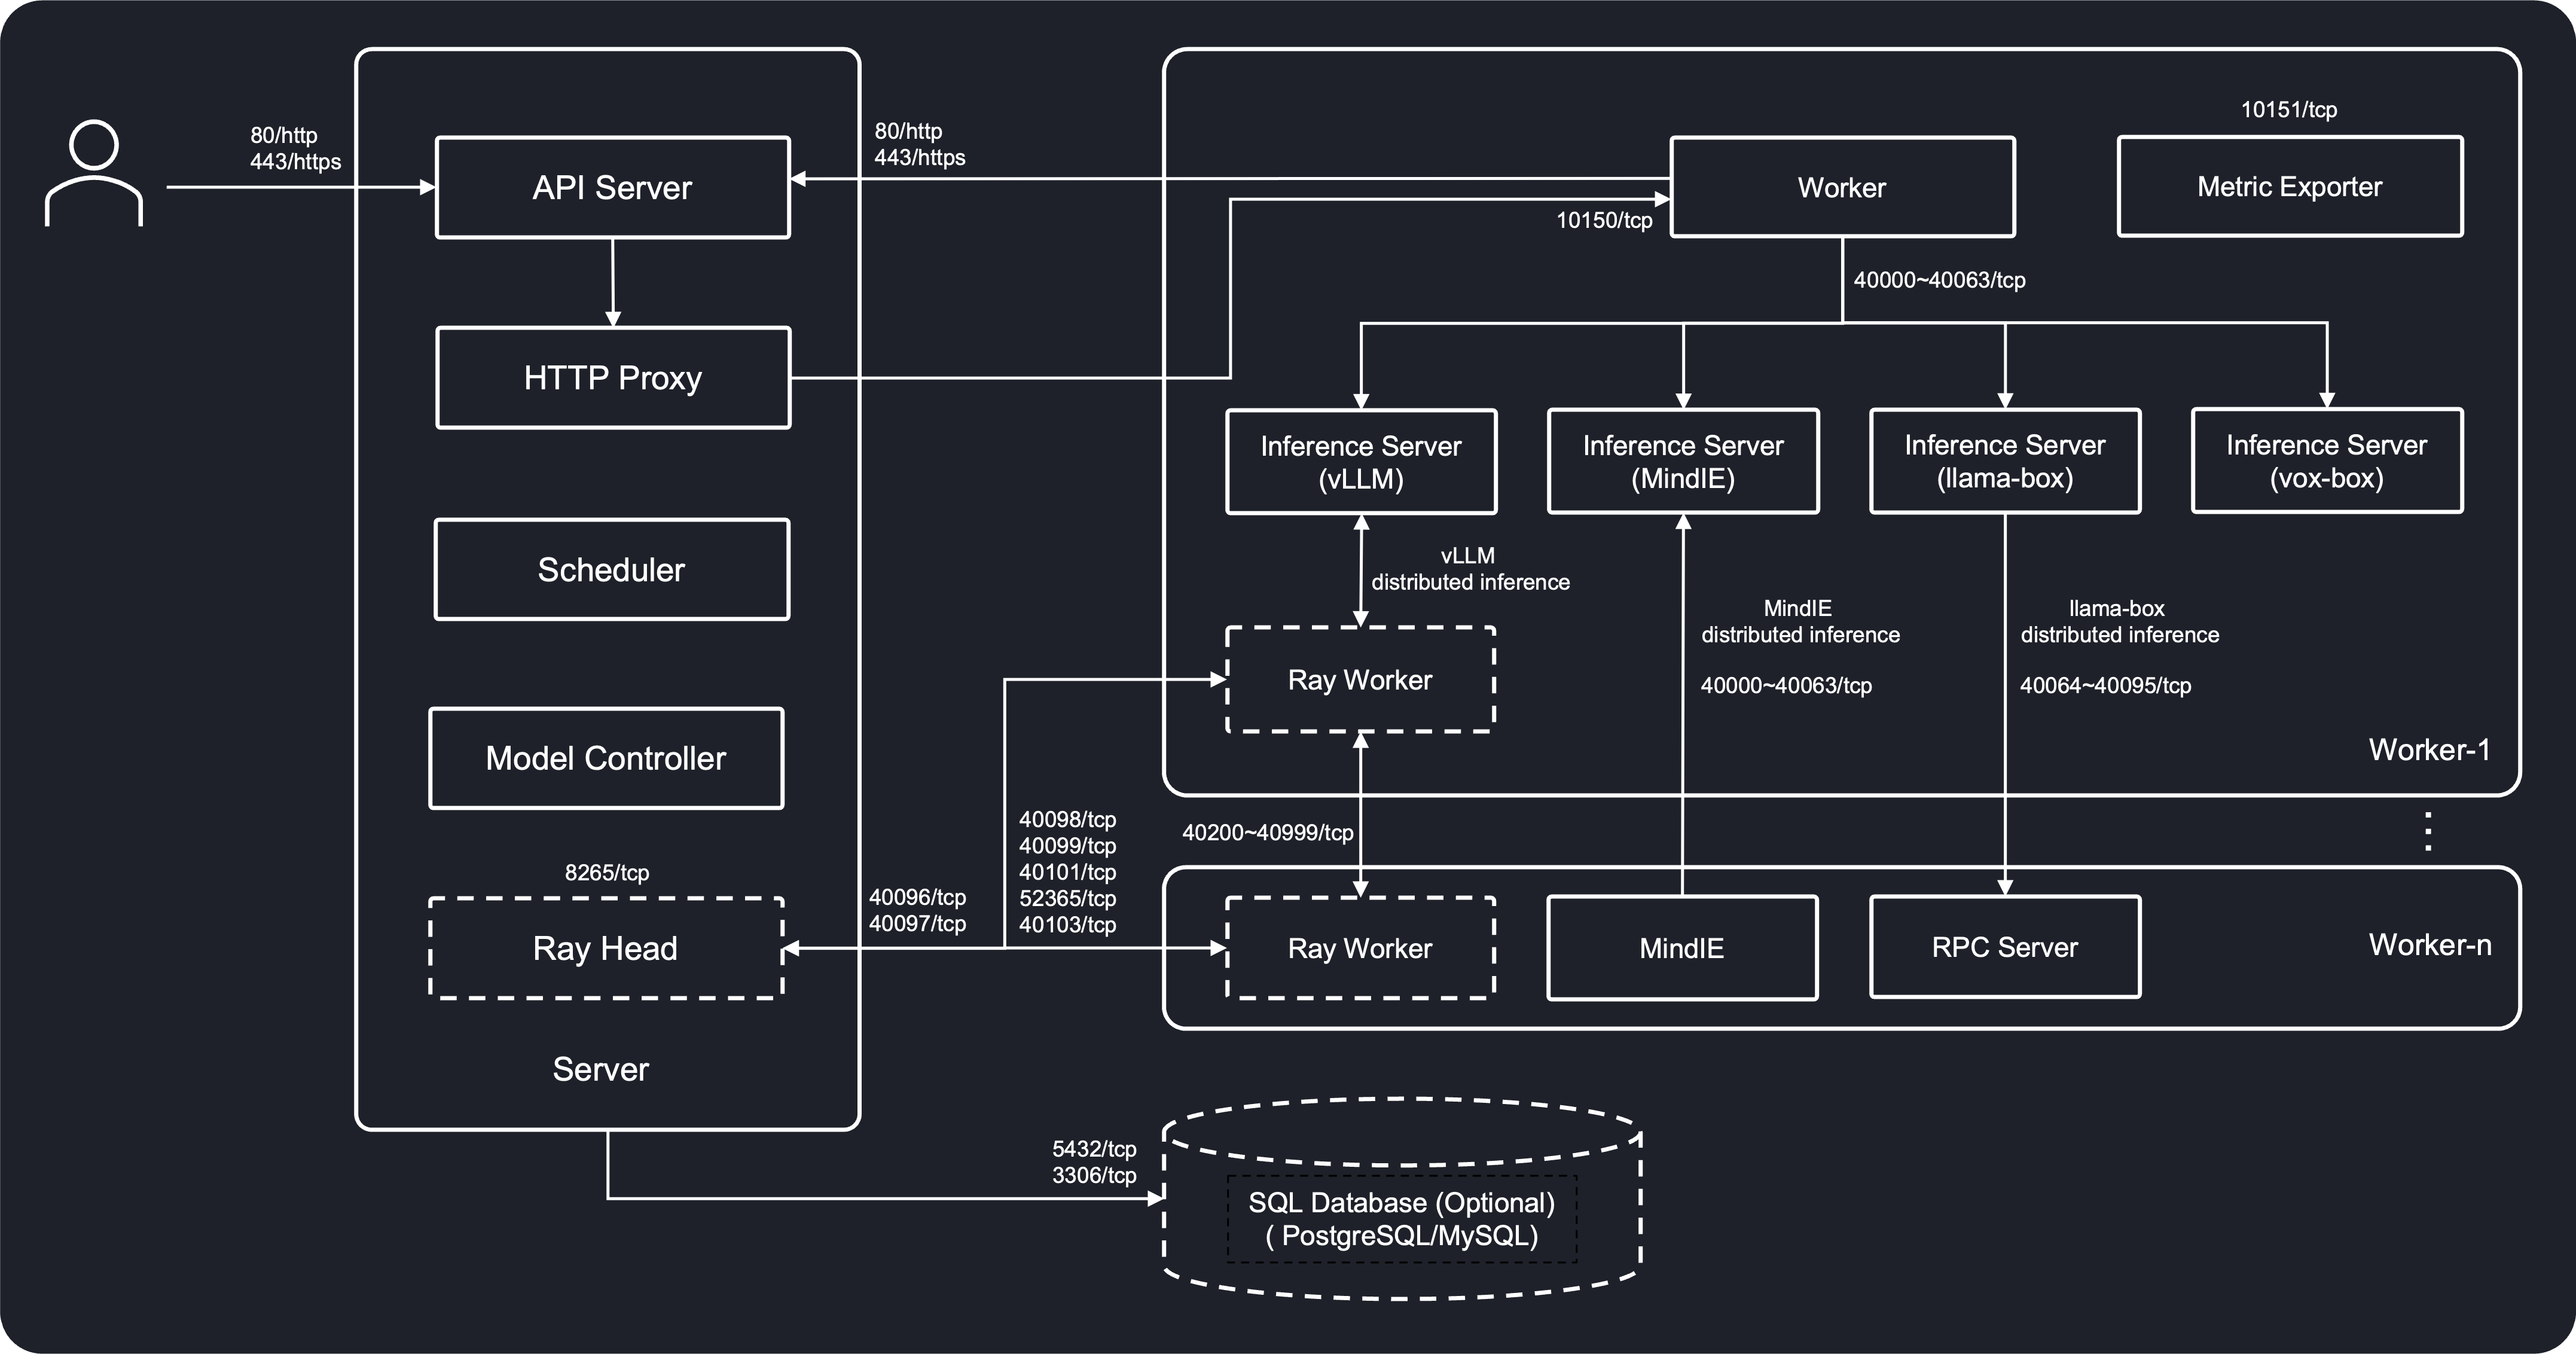 80/http
443/https
API Server
HTTP Proxy
Scheduler
Model Controller
8265/tcp
Ray Head
Server
80/http
443/https
10150/tcp
Worker
10151/tcp
Metric Exporter
40000~40063/tcp
Inference Server
(vLLM)
Inference Server
(MindIE)
Inference Server
(llama-box)
Inference Server
(vox-box)
vLLM
distributed inference
MindIE
distributed inference
40000~40063/tcp
llama-box
distributed inference
40064~40095/tcp
Ray Worker
Worker-1
40096/tcp
40097/tcp
40098/tcp
40099/tcp
40101/tcp
52365/tcp
40103/tcp
40200~40999/tcp
Ray Worker
MindIE
RPC Server
Worker-n
5432/tcp
3306/tcp
SQL Database (Optional)
( PostgreSQL/MySQL)